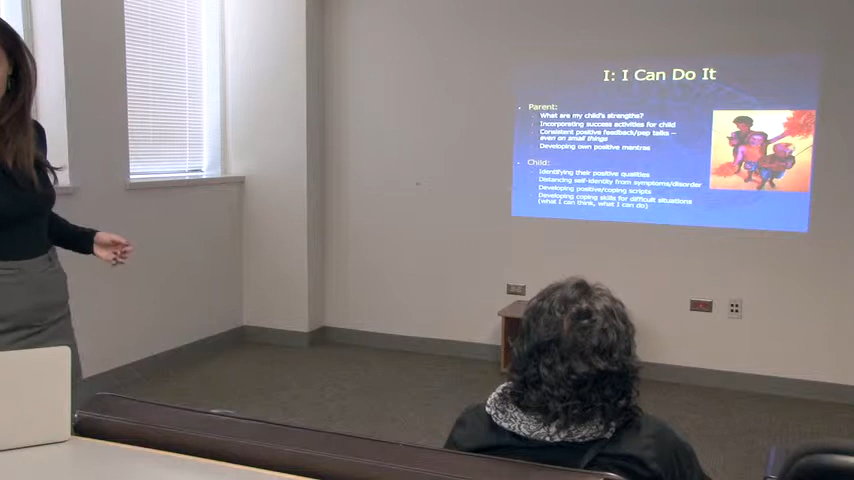 I: I Can Do It
Parent:
What are my child's strengths?
Incorporating success activities for child
Consistent positive feedback/pep talks –
even on small things
Developing own positive mantras
Child:
Identifying their positive qualities
Distancing self-identity from symptoms/disorder
Developing positive/coping scripts
Developing coping skills for difficult situations
(what I can think, what I can do)